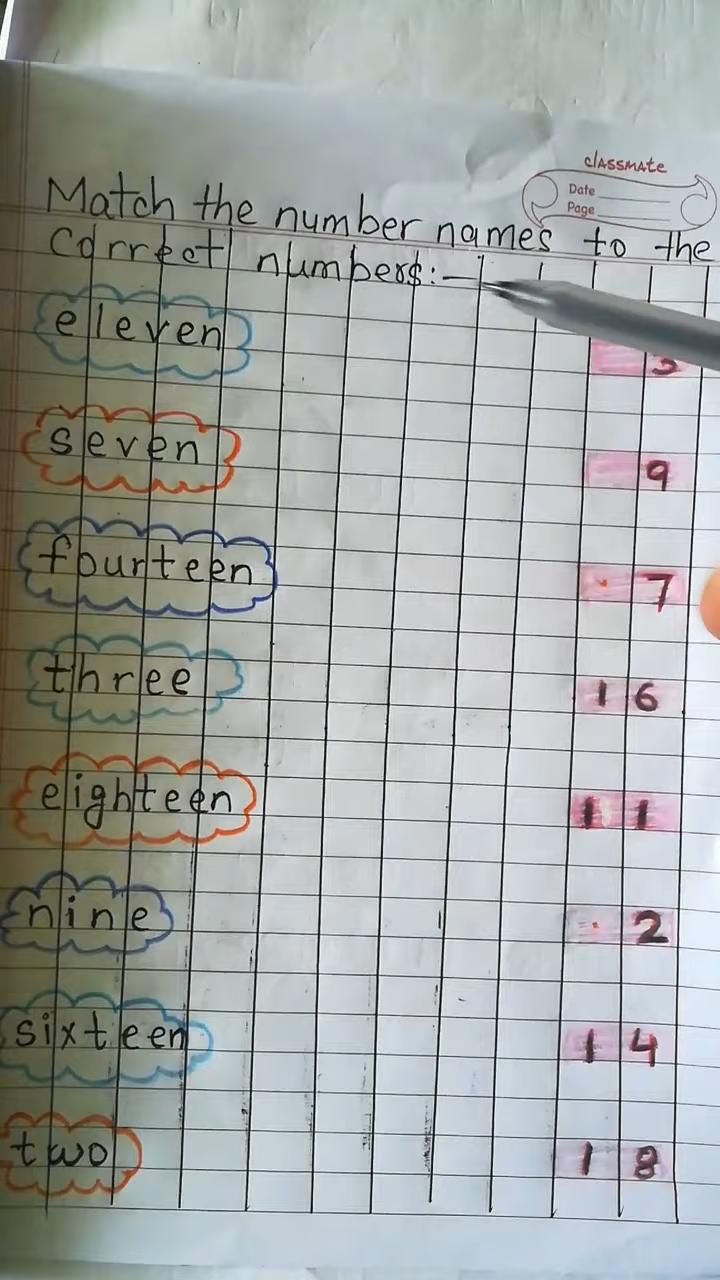 classmate
Date
Page
Match the number names to the
correct numbers:-
eleven
seven 9
fourteen 7
three 16
eighteen 11
nine 2
sixteen 14
two 18